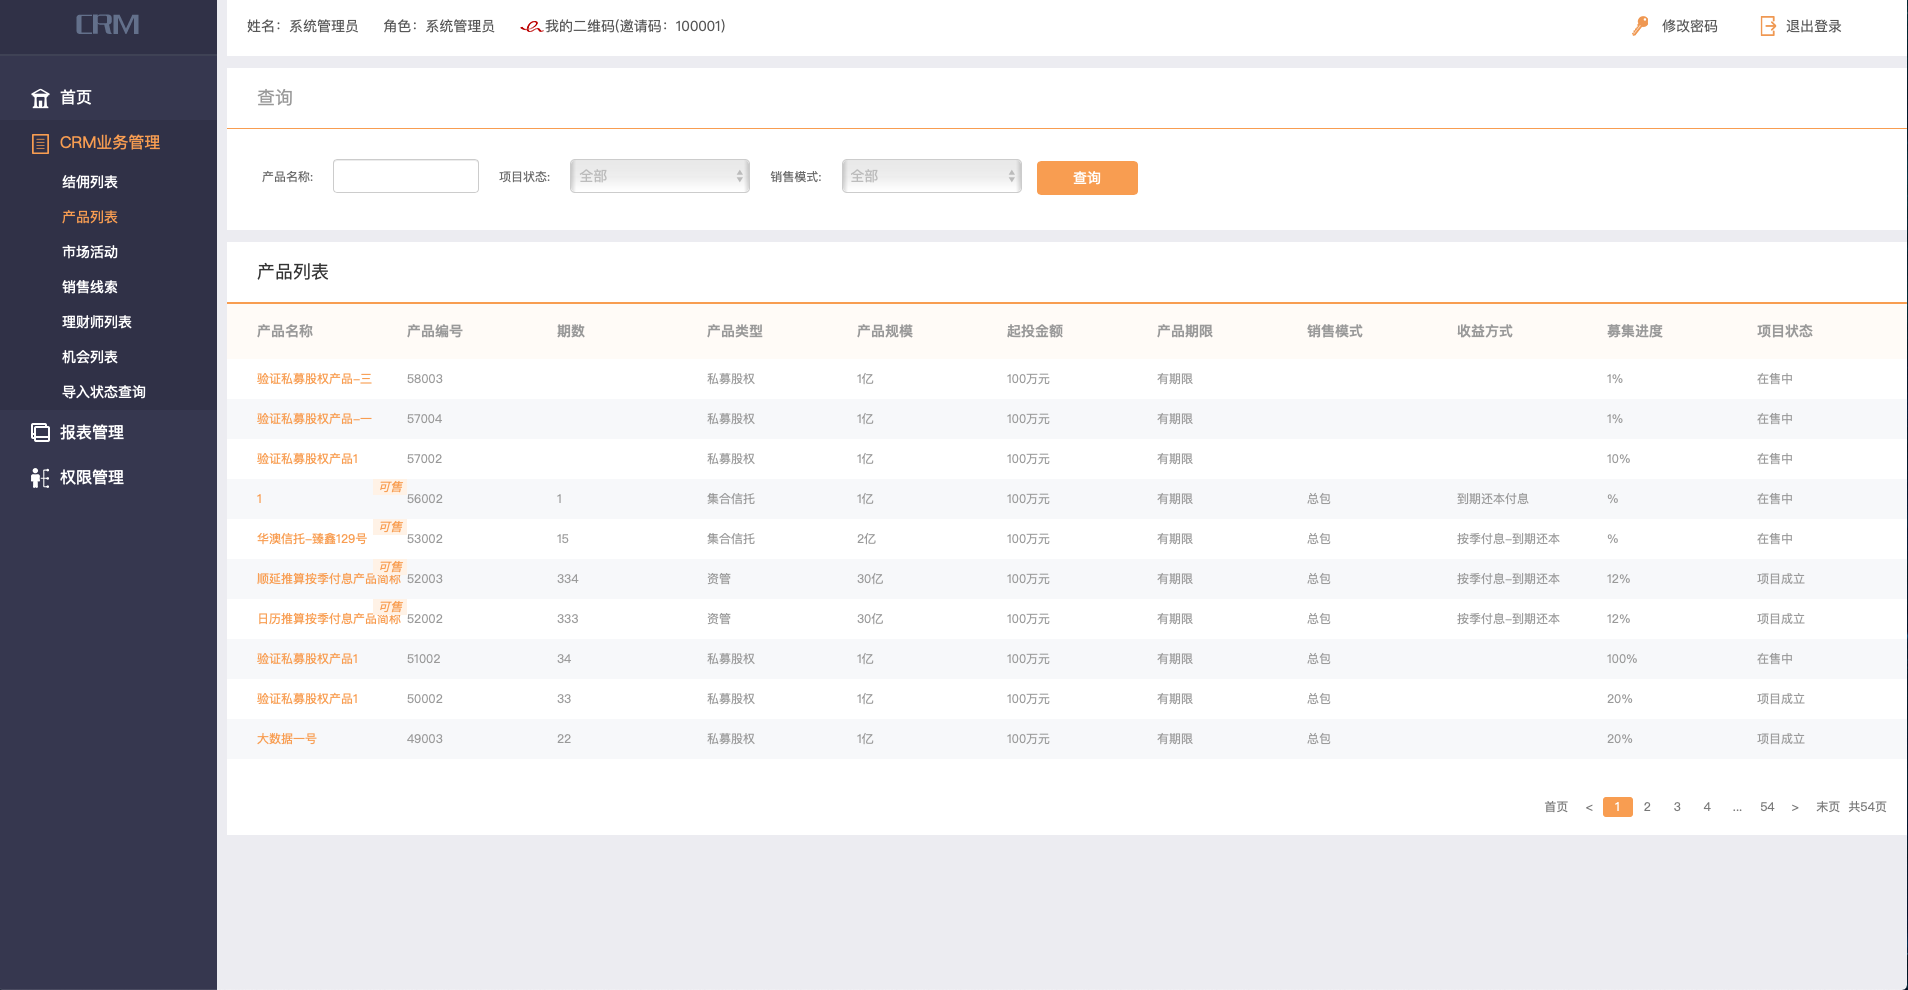 CRM
姓名：系统管理员 角色：系统管理员 我的二维码(邀请码：100001) 修改密码 退出登录
首页
CRM业务管理
结佣列表
产品列表
市场活动
销售线索
理财师列表
机会列表
导入状态查询
报表管理
权限管理
查询
产品名称: 项目状态: 全部 销售模式: 全部 查询
产品列表
产品名称 产品编号 期数 产品类型 产品规模 起投金额 产品期限 销售模式 收益方式 募集进度 项目状态
验证私募股权产品-三 58003 私募股权 1亿 100万元 有期限 1% 在售中
验证私募股权产品-一 57004 私募股权 1亿 100万元 有期限 1% 在售中
验证私募股权产品1 57002 私募股权 1亿 100万元 有期限 10% 在售中
1 可售 56002 1 集合信托 1亿 100万元 有期限 总包 到期还本付息 % 在售中
华澳信托-臻鑫129号 可售 53002 15 集合信托 2亿 100万元 有期限 总包 按季付息-到期还本 % 在售中
顺延推算按季付息产品简称 可售 52003 334 资管 30亿 100万元 有期限 总包 按季付息-到期还本 12% 项目成立
日历推算按季付息产品简称 可售 52002 333 资管 30亿 100万元 有期限 总包 按季付息-到期还本 12% 项目成立
验证私募股权产品1 51002 34 私募股权 1亿 100万元 有期限 总包 100% 在售中
验证私募股权产品1 50002 33 私募股权 1亿 100万元 有期限 总包 20% 项目成立
大数据一号 49003 22 私募股权 1亿 100万元 有期限 总包 20% 项目成立
首页 < 1 2 3 4 ... 54 > 末页 共54页